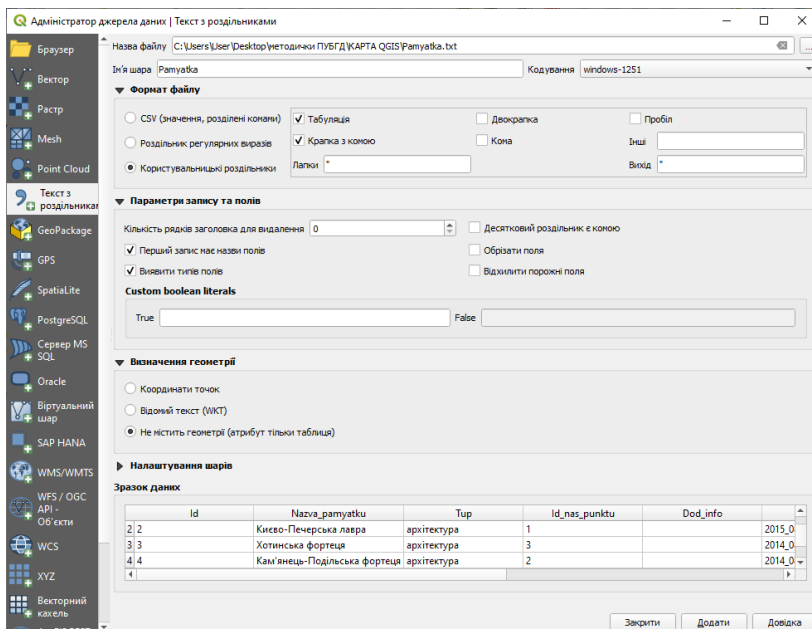 Адміністратор джерела даних | Текст з роздільниками
Браузер
Вектор
Растр
Mesh
Point Cloud
Текст з
роздільникам
GeoPackage
GPS
SpatiaLite
PostgreSQL
Сервер MS
SQL
Oracle
Віртуальний
шар
SAP HANA
WMS/WMTS
WFS / OGC
API -
Об'єкти
WCS
XYZ
Векторний
кахель
Назва файлу C:\Users\User\Desktop\методички ПУБГД\КАРТА QGIS\Pamyatka.txt ...
Ім'я шара Pamyatka Кодування windows-1251
Формат файлу
CSV (значення, розділені комами) Табуляція Двокрапка Пробіл
Роздільник регулярних виразів Крапка з комою Кома Інші
Користувальницькі роздільники Лапки " Вихід "
Параметри запису та полів
Кількість рядків заголовка для видалення 0 Десятковий роздільник є комою
Перший запис має назви полів Обрізати поля
Виявити типів полів Відхилити порожні поля
Custom boolean literals
True False
Визначення геометрії
Координати точок
Відомий текст (WKT)
Не містить геометрії (атрибут тільки таблиця)
Налаштування шарів
Зразок даних
Id Nazva_pamyatku Tup Id_nas_punktu Dod_info
2 2 Києво-Печерська лавра архітектура 1 2015_0
3 3 Хотинська фортеця архітектура 3 2014_0
4 4 Кам'янець-Подільська фортеця архітектура 2 2014_0
Закрити Додати Довідка